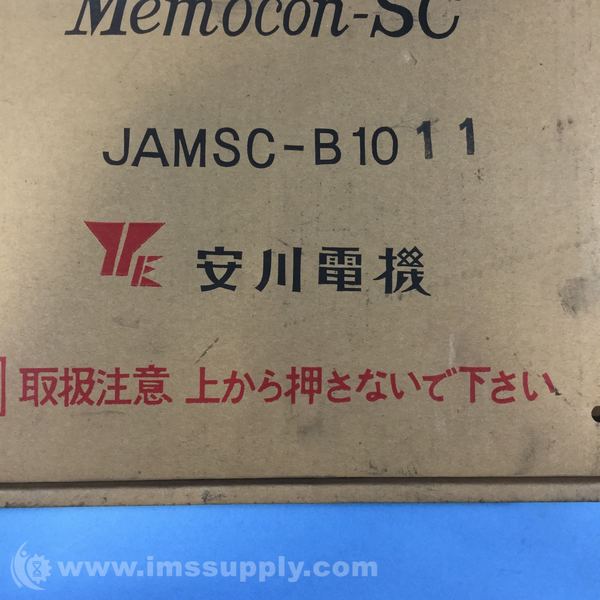 Memocon-SC
JAMSC-B1011
YE 安川電機
取扱注意 上から押さないで下さい
www.imssupply.com